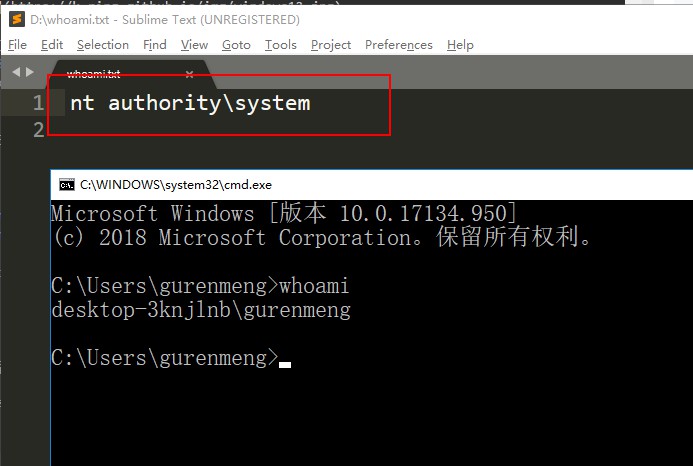 D:\whoami.txt - Sublime Text (UNREGISTERED)
File Edit Selection Find View Goto Tools Project Preferences Help
whoami.txt ×
1 nt authority\system
2
C:\WINDOWS\system32\cmd.exe
Microsoft Windows [版本 10.0.17134.950]
(c) 2018 Microsoft Corporation。保留所有权利。
C:\Users\gurenmeng>whoami
desktop-3knjlnb\gurenmeng
C:\Users\gurenmeng>